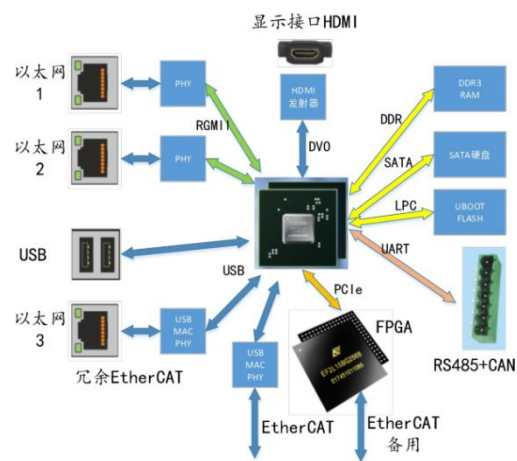 显示接口HDMI
以太网
1
PHY
HDMI
发射器
DDR3
RAM
RGMII
DDR
DVO
以太网
2
PHY
SATA
SATA硬盘
LPC
UBOOT
FLASH
UART
USB
USB
PCIe
FPGA
以太网
3
USB
MAC
PHY
冗余EtherCAT
USB
MAC
PHY
RS485+CAN
EtherCAT
EtherCAT
备用